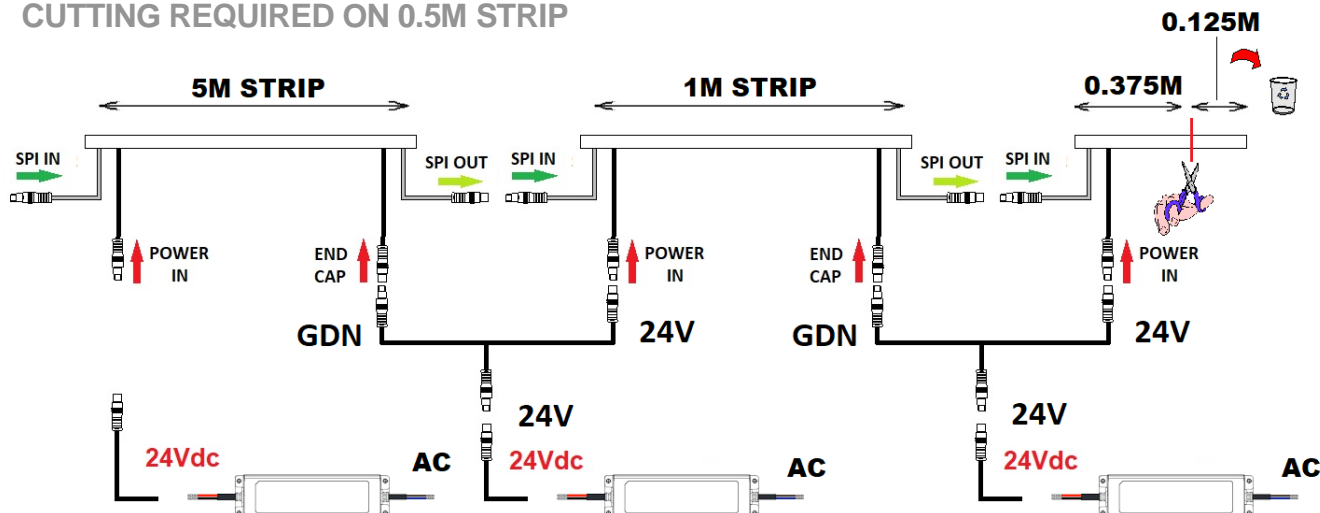 CUTTING REQUIRED ON 0.5M STRIP
0.125M
5M STRIP
1M STRIP
0.375M
SPI IN
SPI OUT
SPI IN
SPI OUT
SPI IN
POWER
IN
END
CAP
POWER
IN
END
CAP
POWER
IN
GDN
24V
GDN
24V
24V
24V
24Vdc
AC
24Vdc
AC
24Vdc
AC